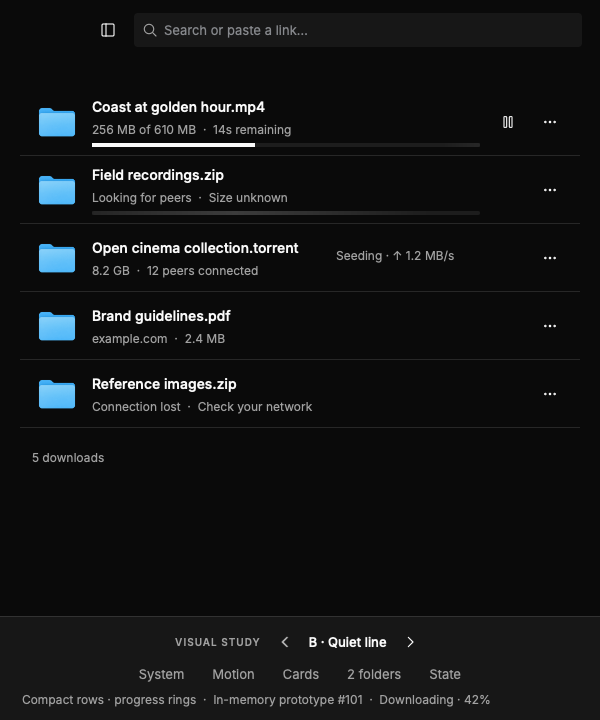 Search or paste a link...
Coast at golden hour.mp4
256 MB of 610 MB · 14s remaining
Field recordings.zip
Looking for peers · Size unknown
Open cinema collection.torrent
Seeding · ↑ 1.2 MB/s
8.2 GB · 12 peers connected
Brand guidelines.pdf
example.com · 2.4 MB
Reference images.zip
Connection lost · Check your network
5 downloads
VISUAL STUDY B · Quiet line
System Motion Cards 2 folders State
Compact rows · progress rings · In-memory prototype #101 · Downloading · 42%